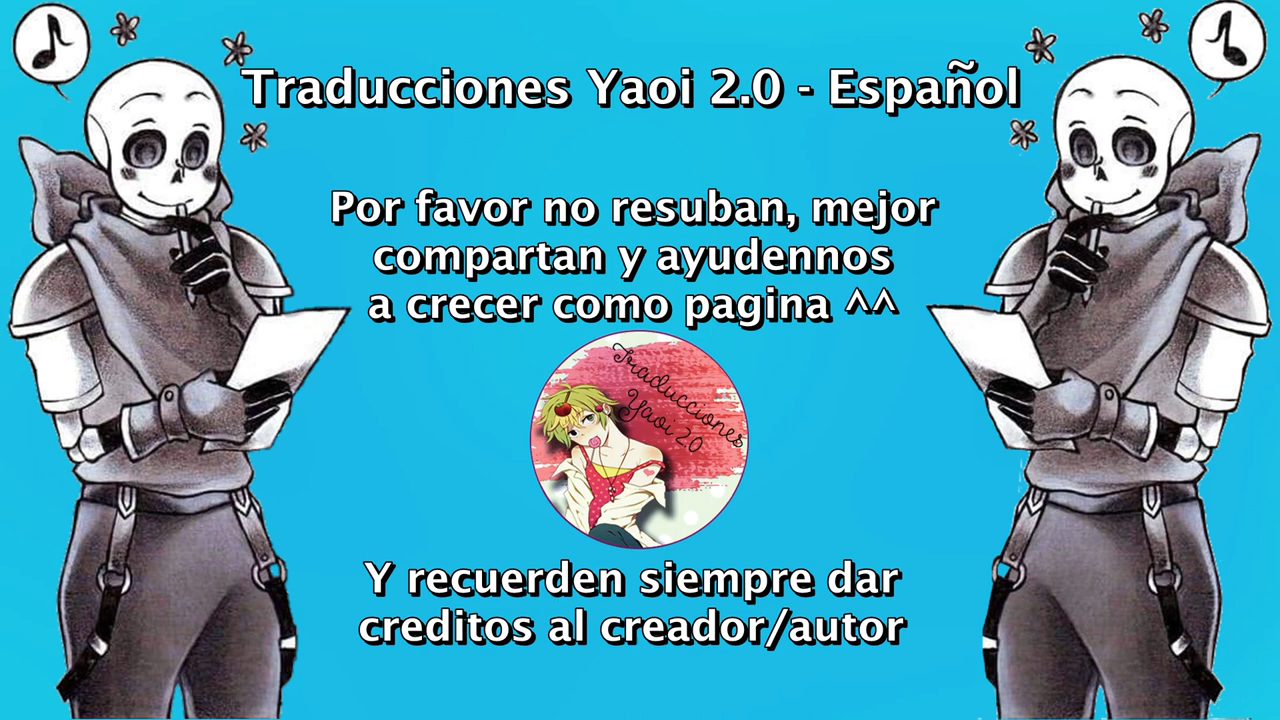 Traducciones Yaoi 2.0 - Español
Por favor no resuban, mejor
compartan y ayudennos
a crecer como pagina ^^
Traducciones
Yaoi 2.0
Y recuerden siempre dar
creditos al creador/autor